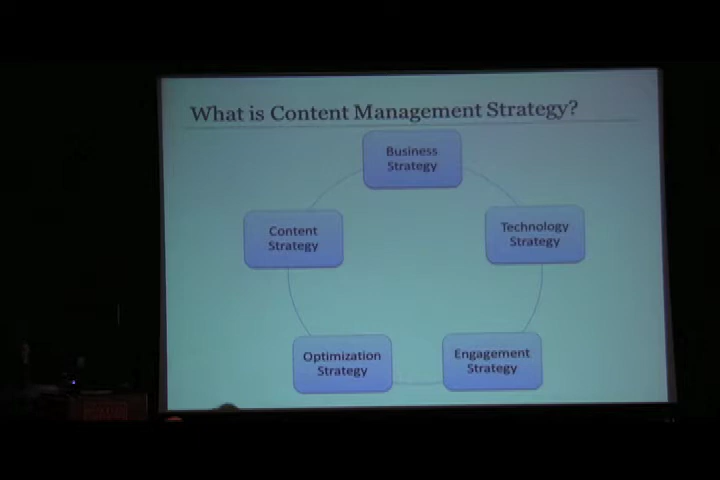 What is Content Management Strategy?
Business
Strategy
Content
Strategy
Technology
Strategy
Optimization
Strategy
Engagement
Strategy